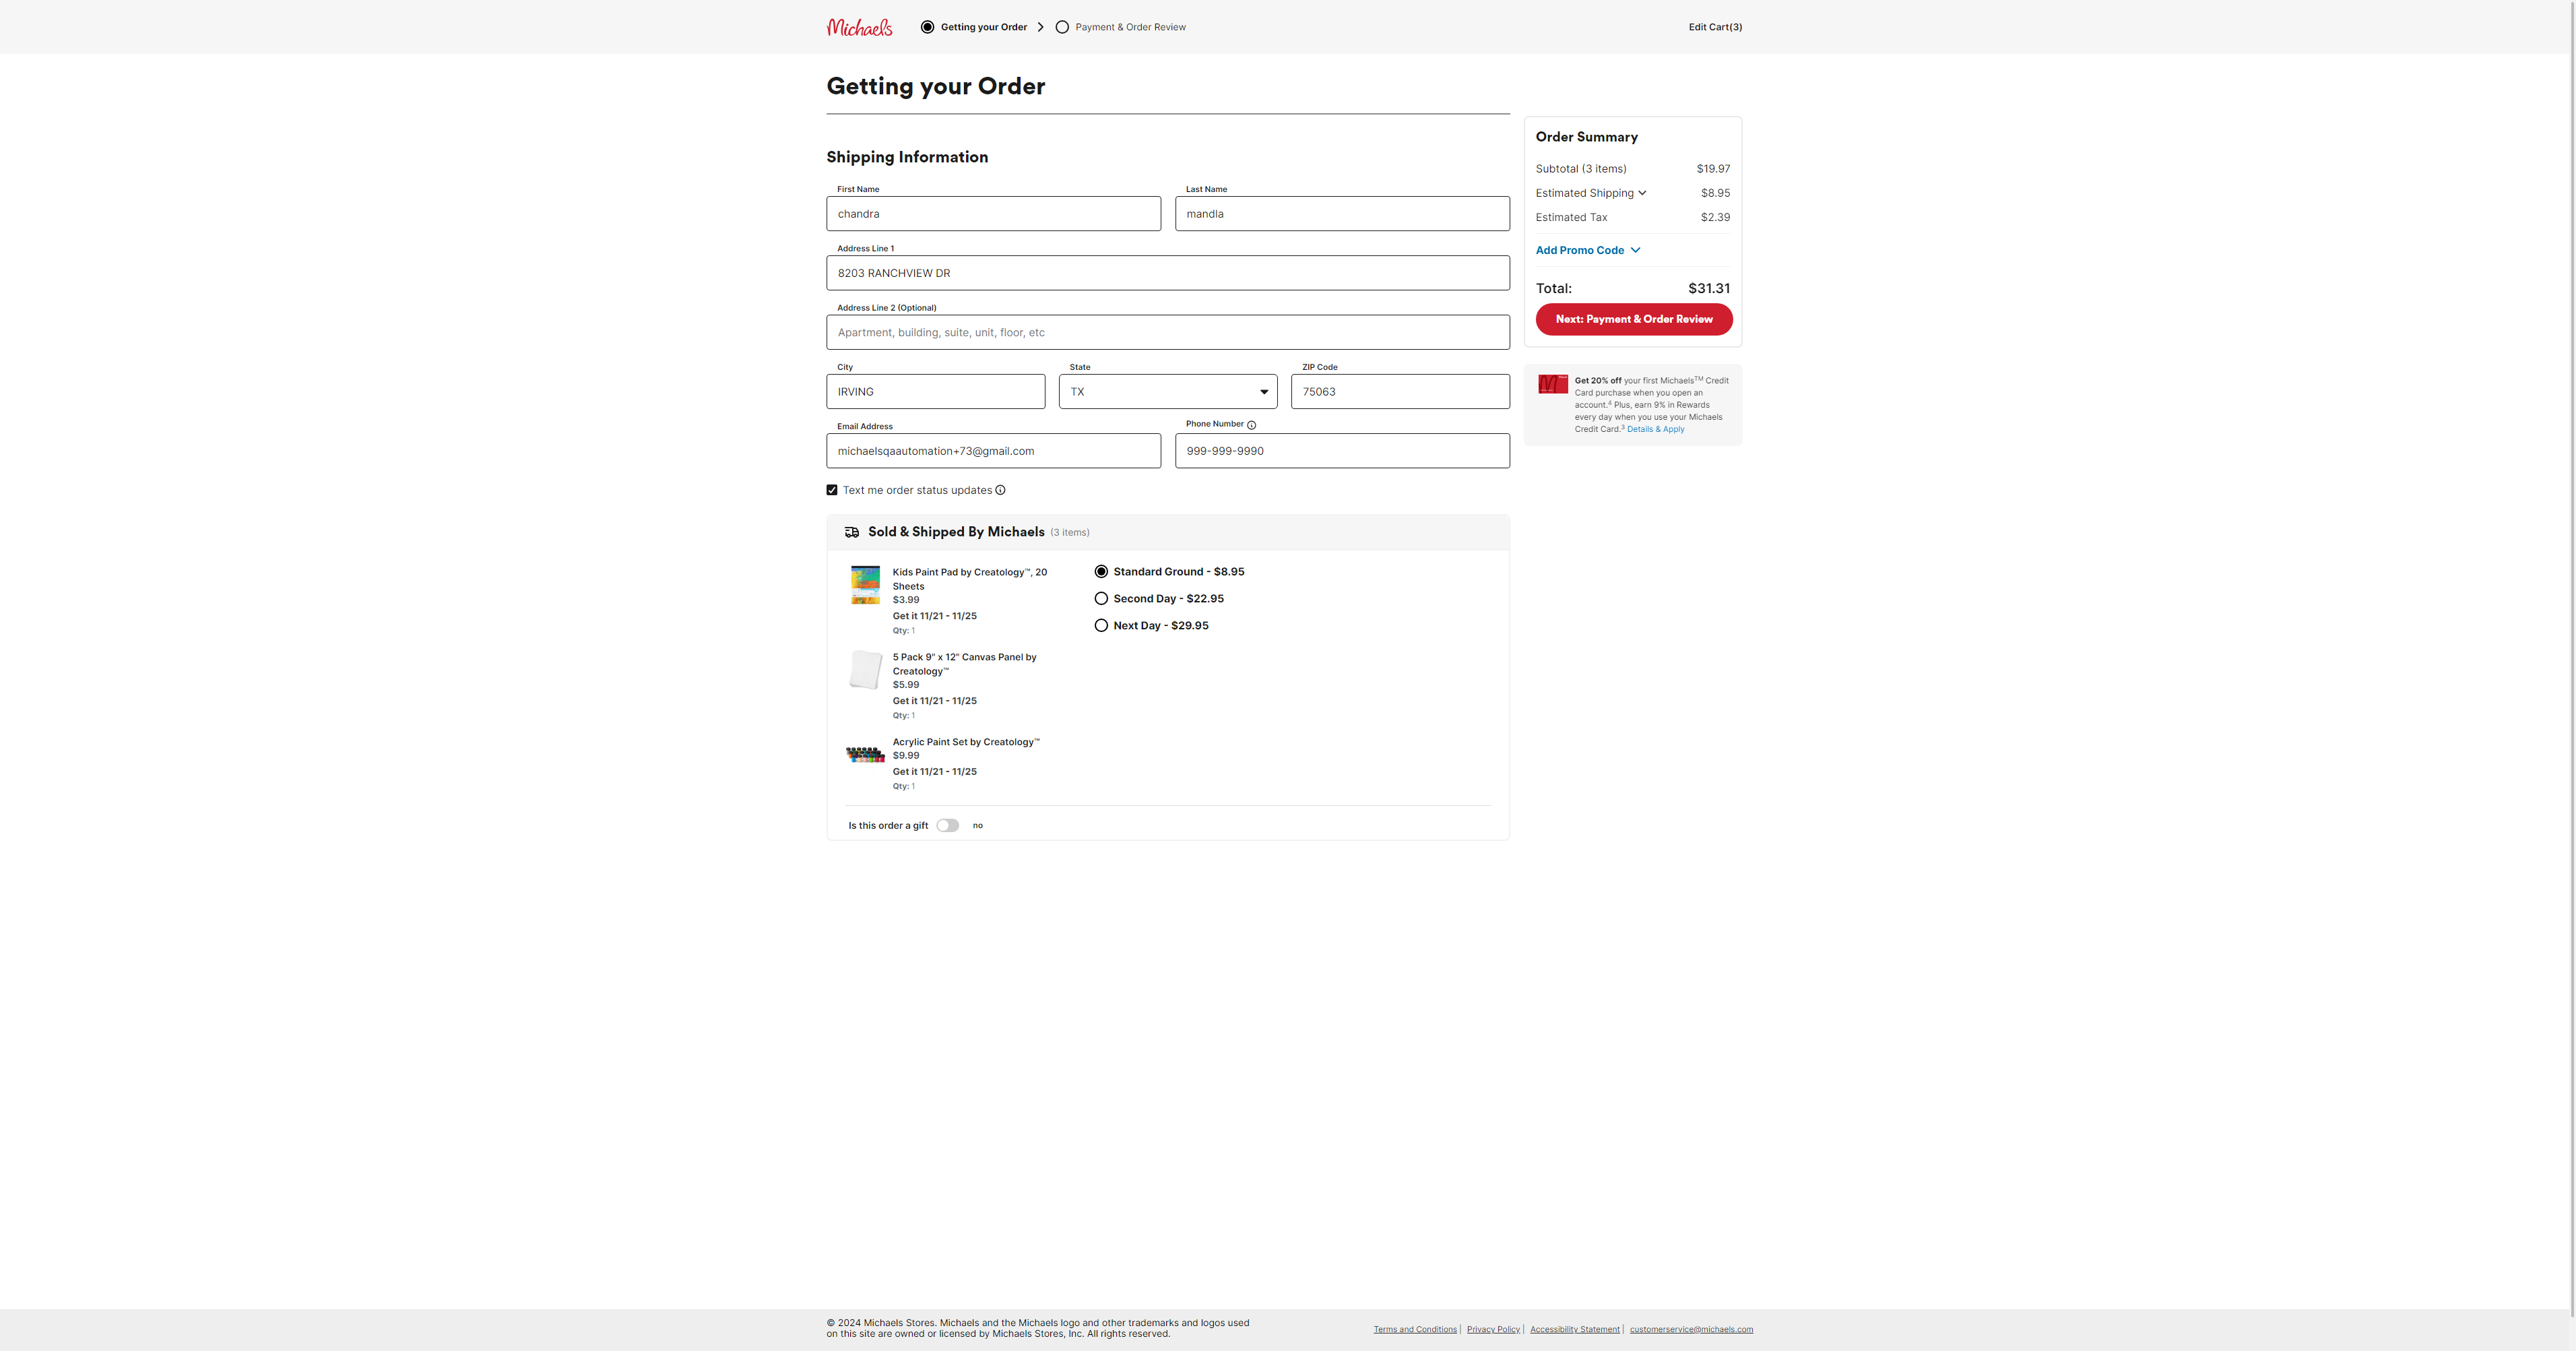 Michaels
Getting your Order
Payment & Order Review
Edit Cart(3)
Getting your Order
Shipping Information
First Name
Last Name
chandra
mandla
Address Line 1
8203 RANCHVIEW DR
Address Line 2 (Optional)
Apartment, building, suite, unit, floor, etc
City
State
ZIP Code
IRVING
TX
75063
Email Address
Phone Number
michaelsqaautomation+73@gmail.com
999-999-9990
Text me order status updates
Sold & Shipped By Michaels (3 items)
Kids Paint Pad by Creatology™, 20
Sheets
$3.99
Get it 11/21 - 11/25
Qty: 1
5 Pack 9" x 12" Canvas Panel by
Creatology™
$5.99
Get it 11/21 - 11/25
Qty: 1
Acrylic Paint Set by Creatology™
$9.99
Get it 11/21 - 11/25
Qty: 1
Standard Ground - $8.95
Second Day - $22.95
Next Day - $29.95
Is this order a gift no
Order Summary
Subtotal (3 items) $19.97
Estimated Shipping $8.95
Estimated Tax $2.39
Add Promo Code
Total: $31.31
Next: Payment & Order Review
Get 20% off your first Michaels™ Credit
Card purchase when you open an
account.⁴ Plus, earn 9% in Rewards
every day when you use your Michaels
Credit Card.³ Details & Apply
© 2024 Michaels Stores. Michaels and the Michaels logo and other trademarks and logos used
on this site are owned or licensed by Michaels Stores, Inc. All rights reserved.
Terms and Conditions | Privacy Policy | Accessibility Statement | customerservice@michaels.com